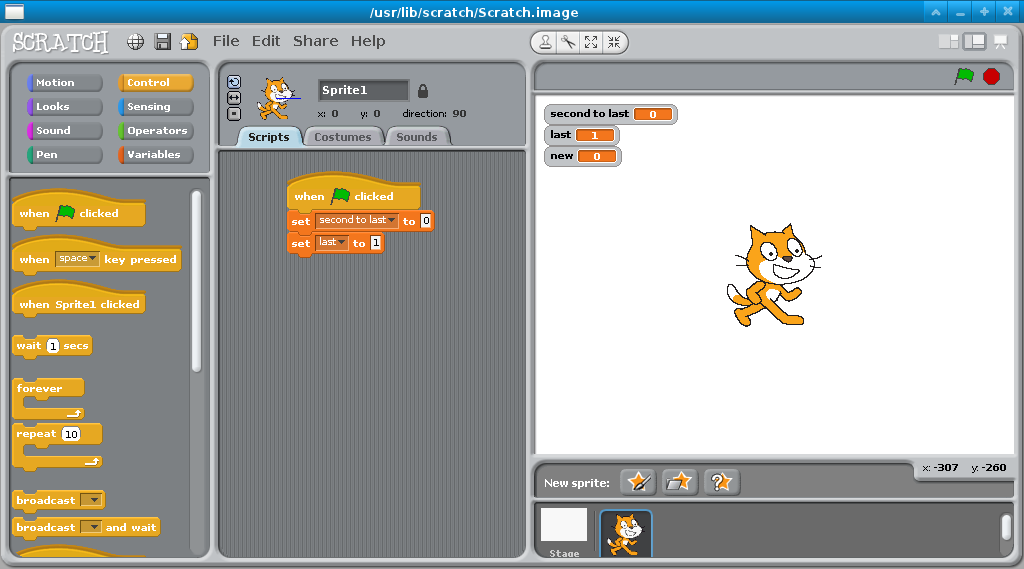 /usr/lib/scratch/Scratch.image
SCRATCH File Edit Share Help
Motion Control
Looks Sensing
Sound Operators
Pen Variables
when clicked
when space key pressed
when Sprite1 clicked
wait 1 secs
forever
repeat 10
broadcast
broadcast and wait
Sprite1
x: 0 y: 0 direction: 90
Scripts Costumes Sounds
when clicked
set second to last to 0
set last to 1
second to last 0
last 1
new 0
x: -307 y: -260
New sprite:
Stage